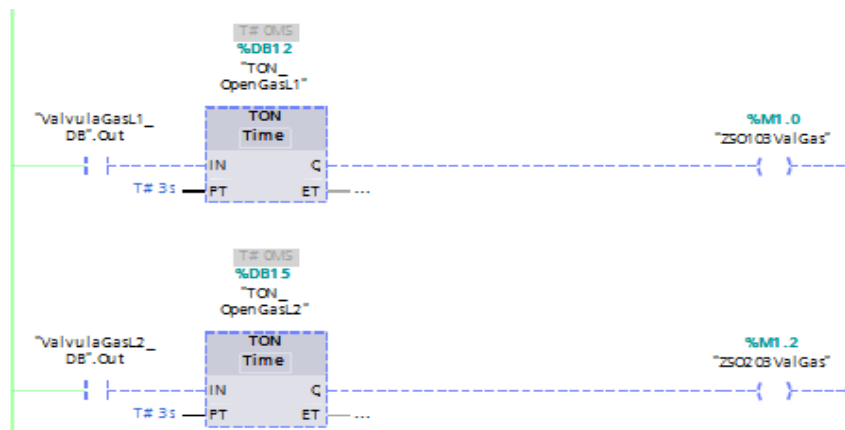 T# 0MS
%DB12
"TON_
OpenGasL1"
"ValvulaGasL1_
DB".Out
TON
Time
%M1.0
"ZSO103ValGas"
IN
Q
T# 3s
PT
ET
...
T# 0MS
%DB15
"TON_
OpenGasL2"
"ValvulaGasL2_
DB".Out
TON
Time
%M1.2
"ZSO203ValGas"
IN
Q
T# 3s
PT
ET
...